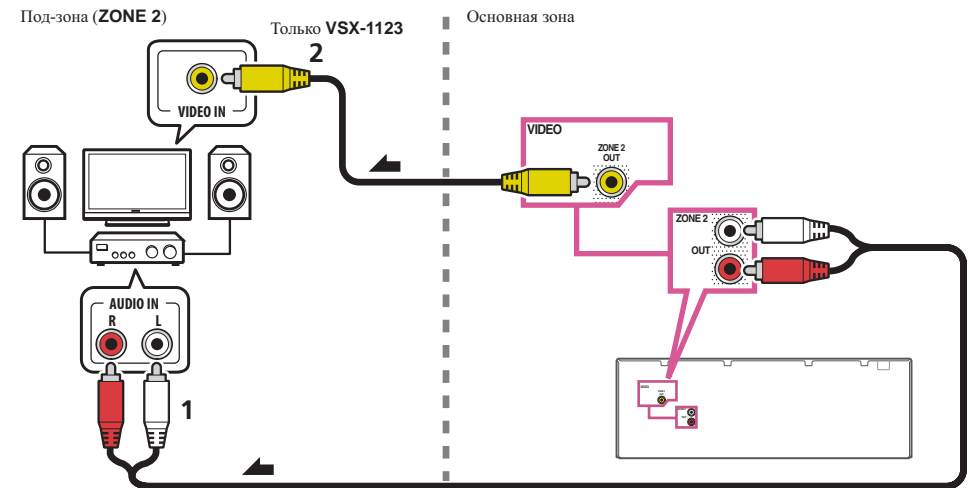 Под-зона (ZONE 2)
Только VSX-1123
2
Основная зона
VIDEO IN
VIDEO
ZONE 2
OUT
ZONE 2
OUT
AUDIO IN
R L
1